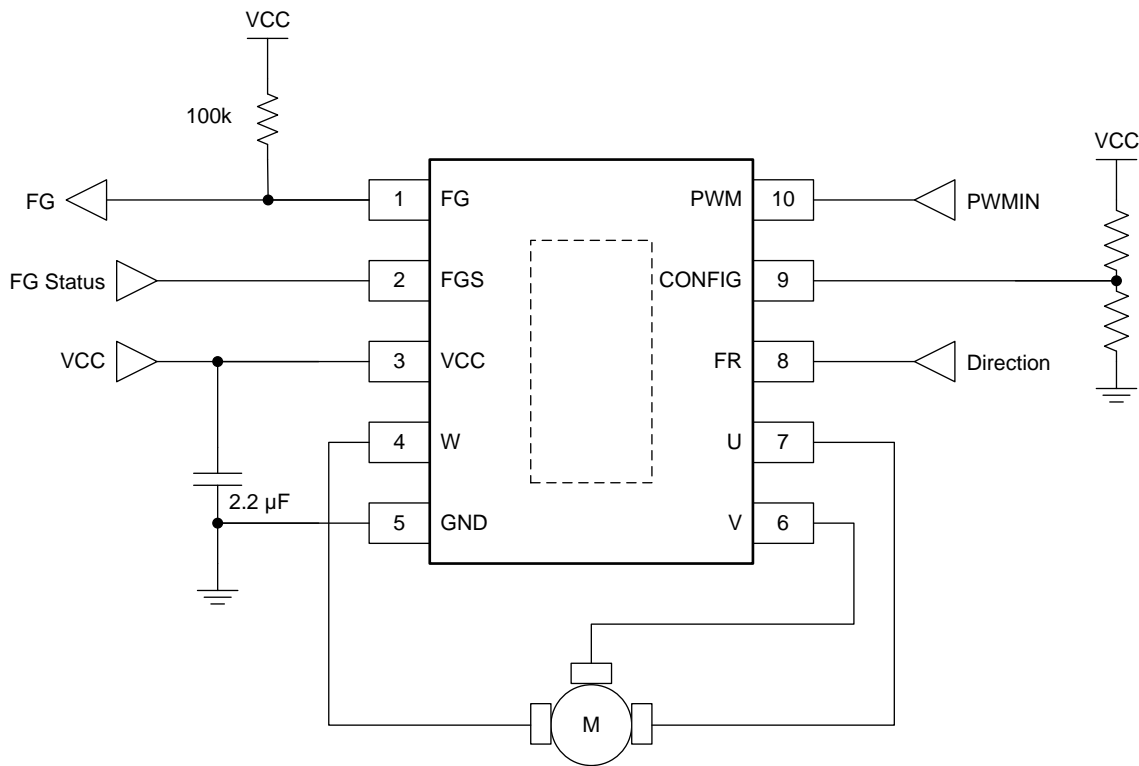 VCC
100k
VCC
FG
1
FG
PWM
10
PWMIN
FG Status
2
FGS
CONFIG
9
VCC
3
VCC
FR
8
Direction
4
W
U
7
2.2 µF
5
GND
V
6
M